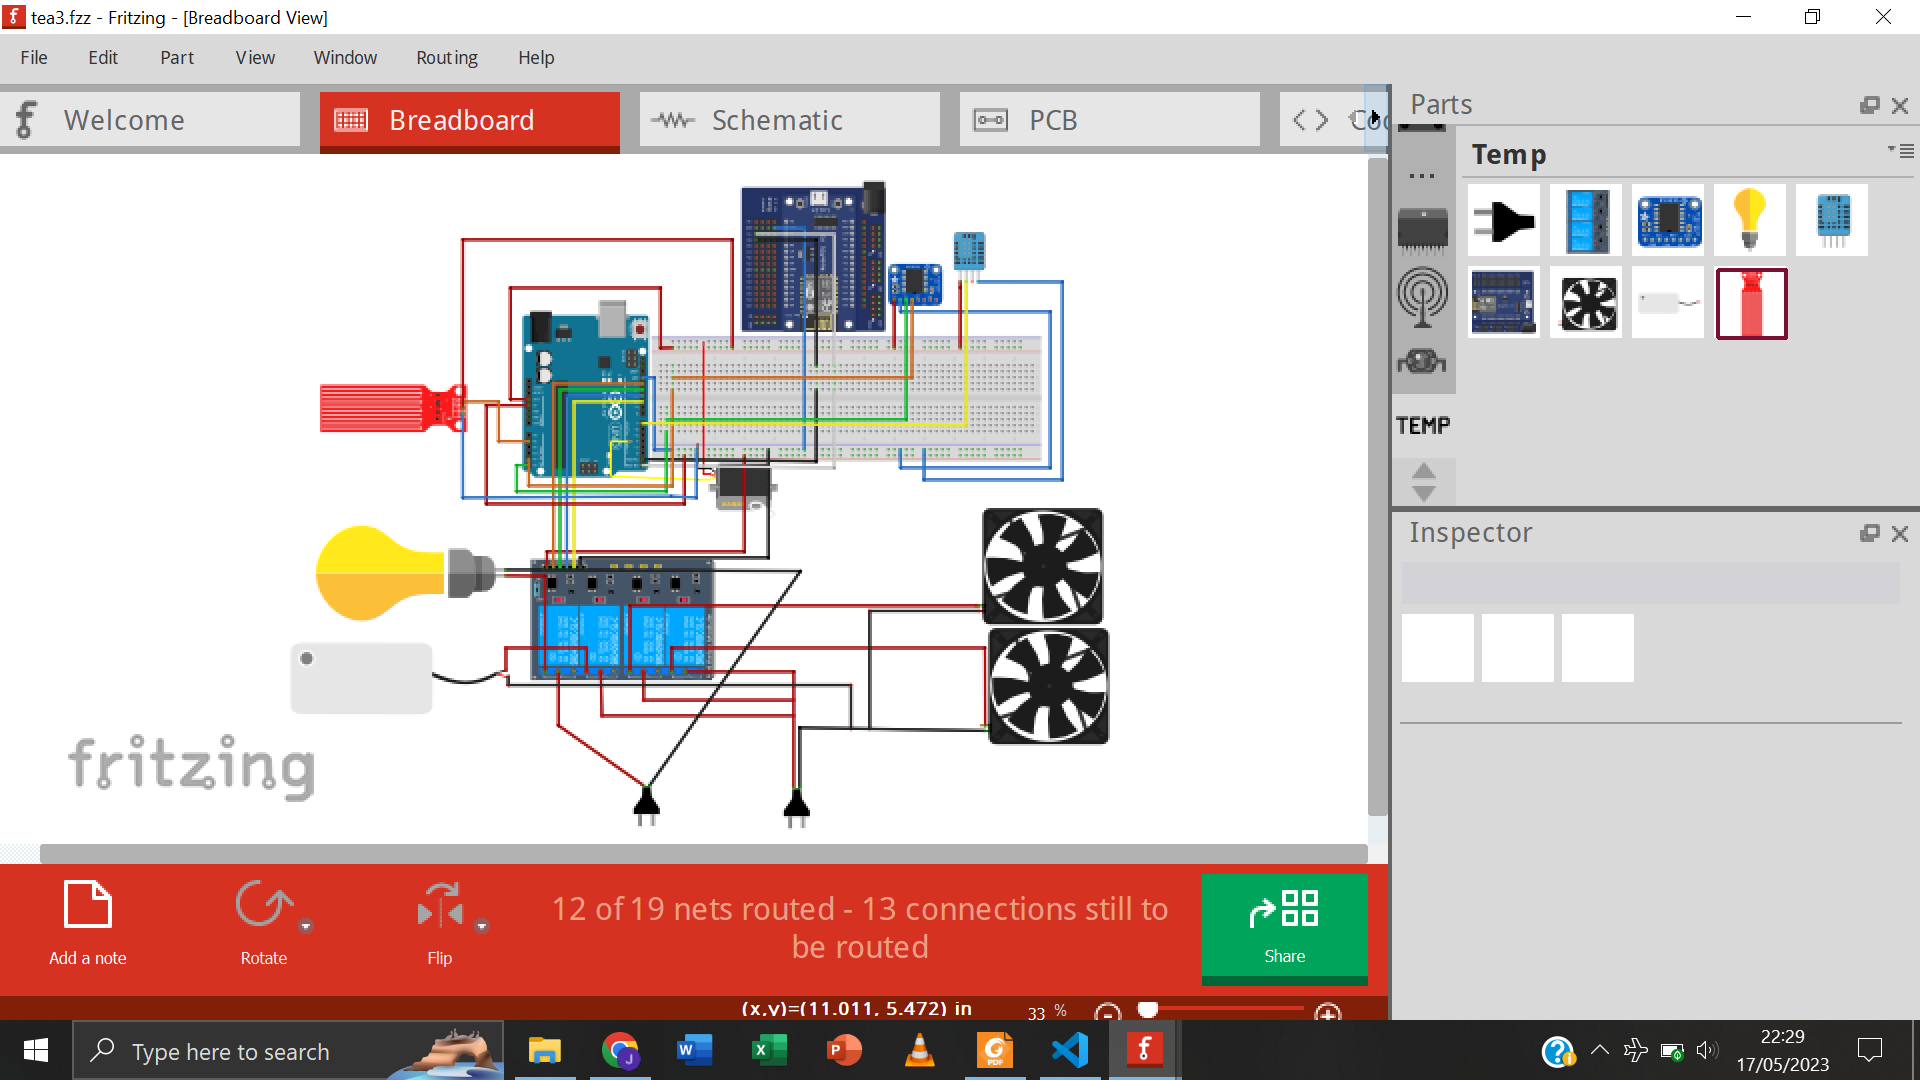 tea3.fzz - Fritzing - [Breadboard View]
File Edit Part View Window Routing Help
Welcome
Breadboard
Schematic
PCB
Parts
Temp
TEMP
Inspector
fritzing
Add a note
Rotate
Flip
12 of 19 nets routed - 13 connections still to
be routed
Share
(x,y)=(11.011, 5.472) in
33 %
Type here to search
22:29
17/05/2023